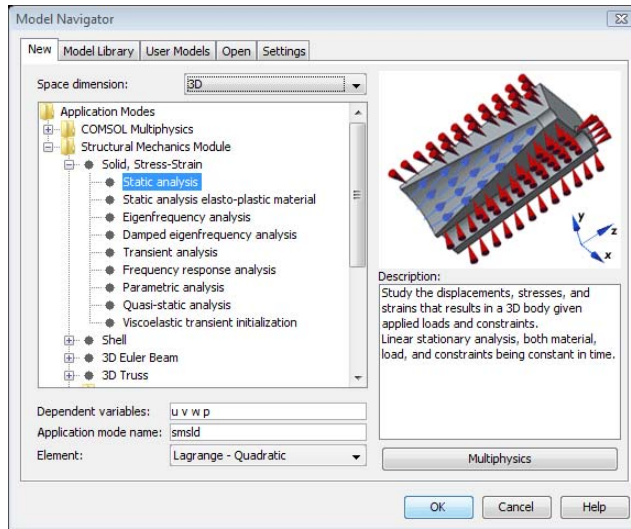 Model Navigator
New Model Library User Models Open Settings
Space dimension: 3D
Application Modes
COMSOL Multiphysics
Structural Mechanics Module
Solid, Stress-Strain
Static analysis
Static analysis elasto-plastic material
Eigenfrequency analysis
Damped eigenfrequency analysis
Transient analysis
Frequency response analysis
Parametric analysis
Quasi-static analysis
Viscoelastic transient initialization
Shell
3D Euler Beam
3D Truss
Dependent variables: u v w p
Application mode name: smsld
Element: Lagrange - Quadratic
y
z
x
Description:
Study the displacements, stresses, and
strains that results in a 3D body given
applied loads and constraints.
Linear stationary analysis, both material,
load, and constraints being constant in time.
Multiphysics
OK Cancel Help